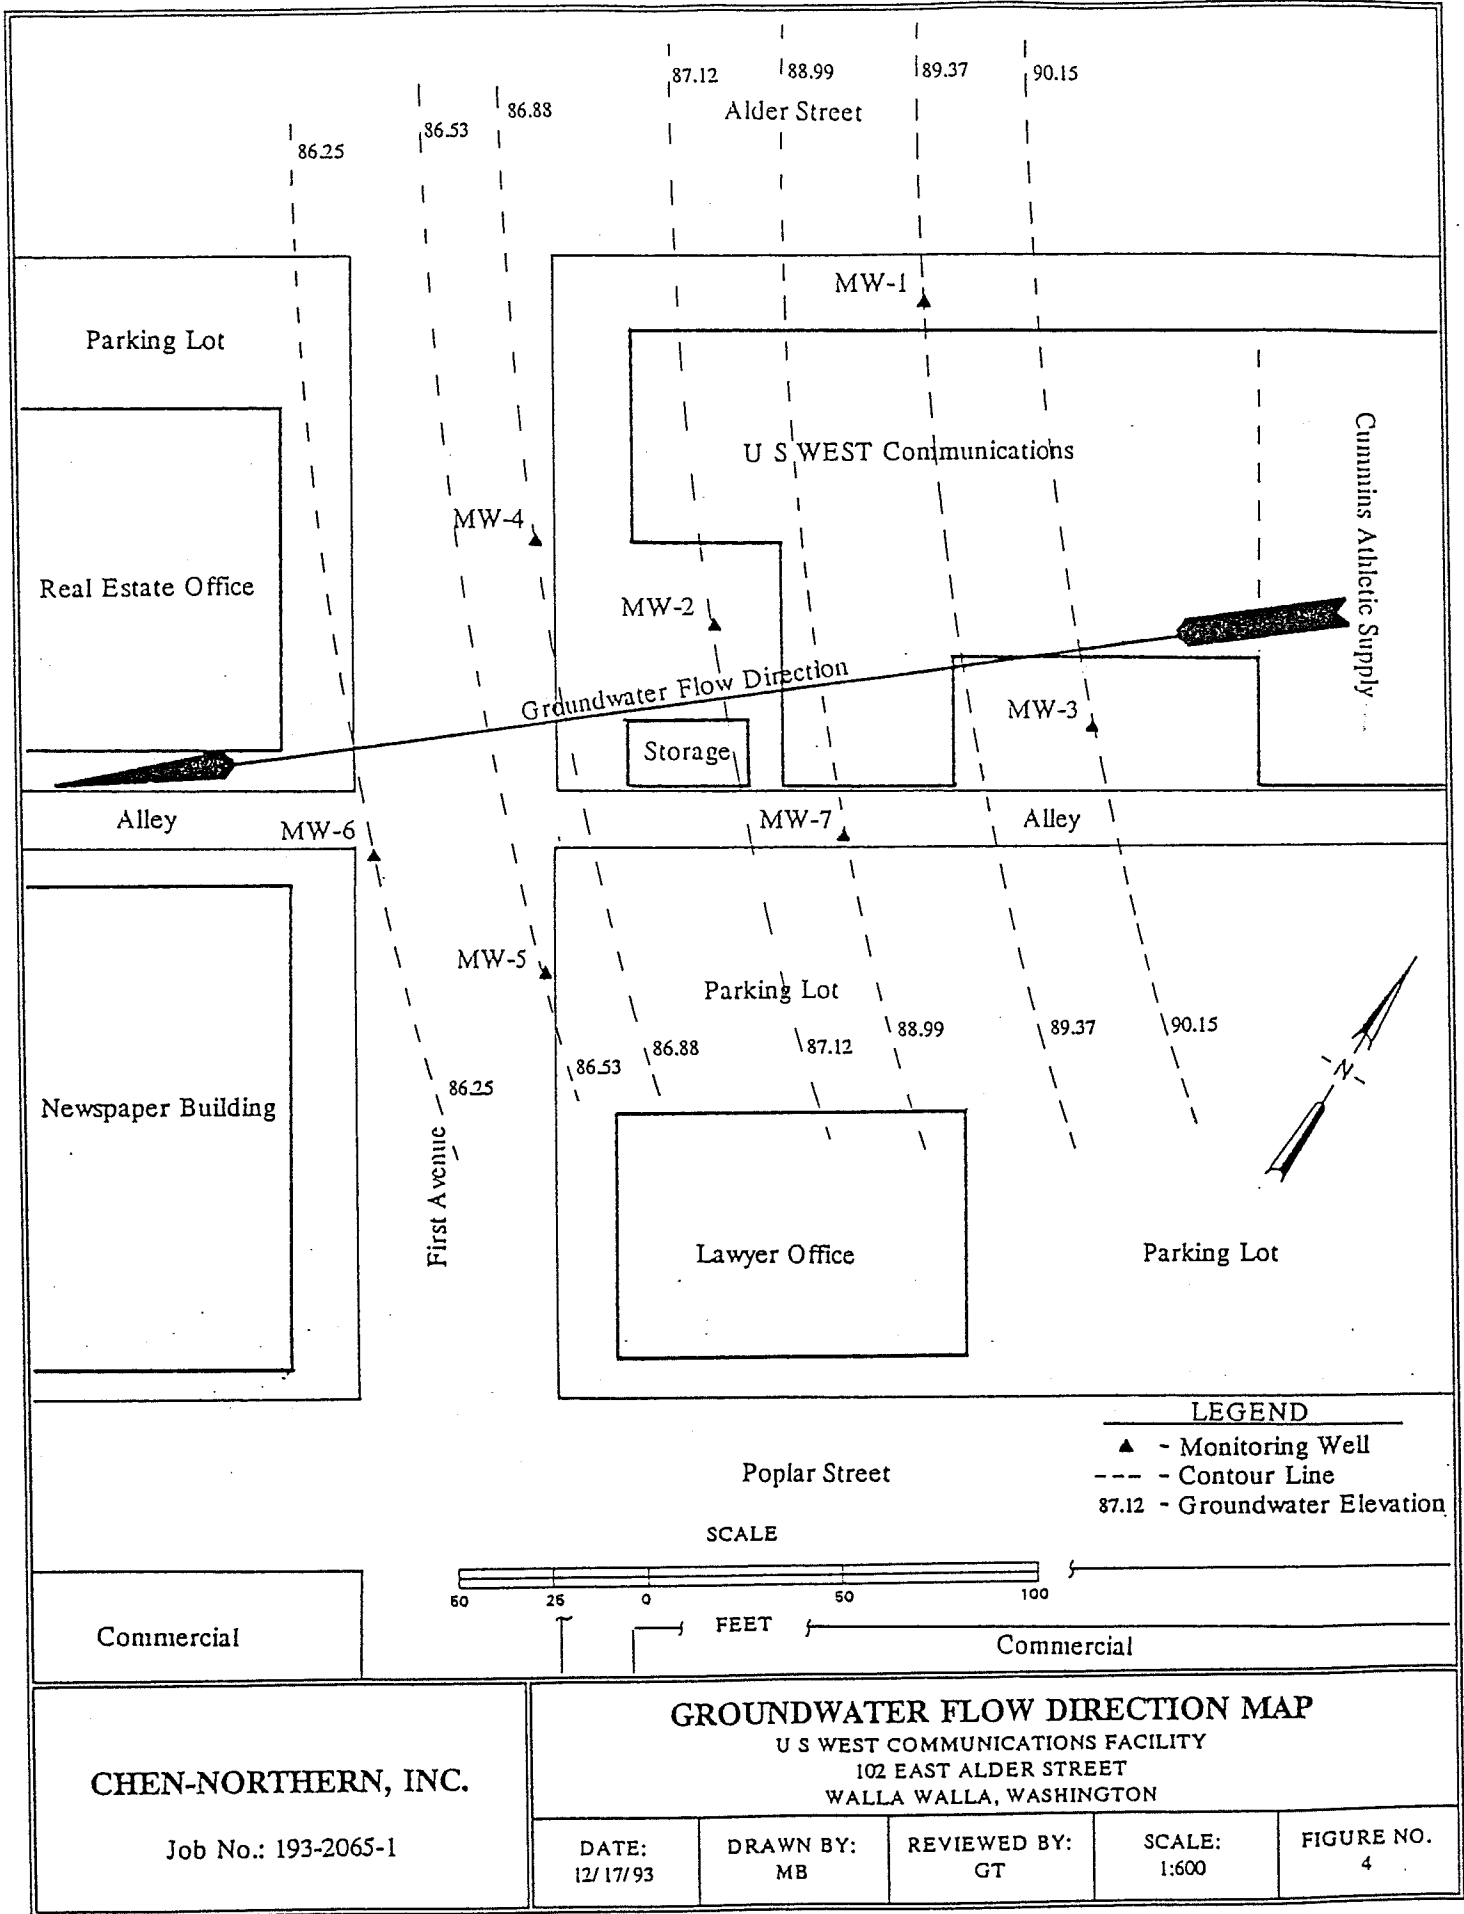 87.12
88.99
89.37
90.15
86.88
86.53
Alder Street
86.25
MW-1
Parking Lot
U S WEST Communications
Cummins Athletic Supply
MW-4
Real Estate Office
MW-2
Groundwater Flow Direction
MW-3
Storage
Alley
MW-6
MW-7
Alley
MW-5
Parking Lot
88.99
89.37
90.15
86.88
87.12
86.53
86.25
N
Newspaper Building
First Avenue
Lawyer Office
Parking Lot
LEGEND
▲ - Monitoring Well
--- - Contour Line
87.12 - Groundwater Elevation
Poplar Street
SCALE
50 25 0 50 100
FEET
Commercial
Commercial
GROUNDWATER FLOW DIRECTION MAP
U S WEST COMMUNICATIONS FACILITY
102 EAST ALDER STREET
WALLA WALLA, WASHINGTON
CHEN-NORTHERN, INC.
Job No.: 193-2065-1
DATE:
12/17/93
DRAWN BY:
MB
REVIEWED BY:
GT
SCALE:
1:600
FIGURE NO.
4